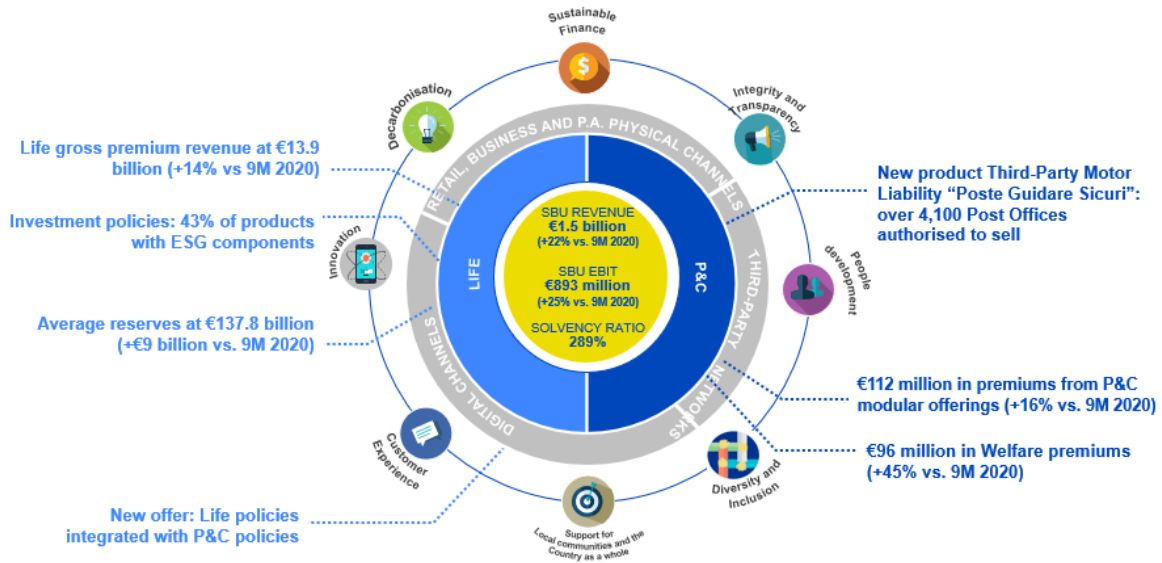 Sustainable
Finance
Integrity and
Transparency
People
development
Diversity and
Inclusion
Support for
Local communities and the
Country as a whole
Customer
Experience
Innovation
Decarbonisation
RETAIL, BUSINESS AND P.A. PHYSICAL CHANNELS
THIRD-PARTY NETWORKS
DIGITAL CHANNELS
LIFE
P&C
SBU REVENUE
€1.5 billion
(+22% vs. 9M 2020)
SBU EBIT
€893 million
(+25% vs. 9M 2020)
SOLVENCY RATIO
289%
Life gross premium revenue at €13.9
billion (+14% vs 9M 2020)
Investment policies: 43% of products
with ESG components
Average reserves at €137.8 billion
(+€9 billion vs. 9M 2020)
New offer: Life policies
integrated with P&C policies
New product Third-Party Motor
Liability “Poste Guidare Sicuri”:
over 4,100 Post Offices
authorised to sell
€112 million in premiums from P&C
modular offerings (+16% vs. 9M 2020)
€96 million in Welfare premiums
(+45% vs. 9M 2020)